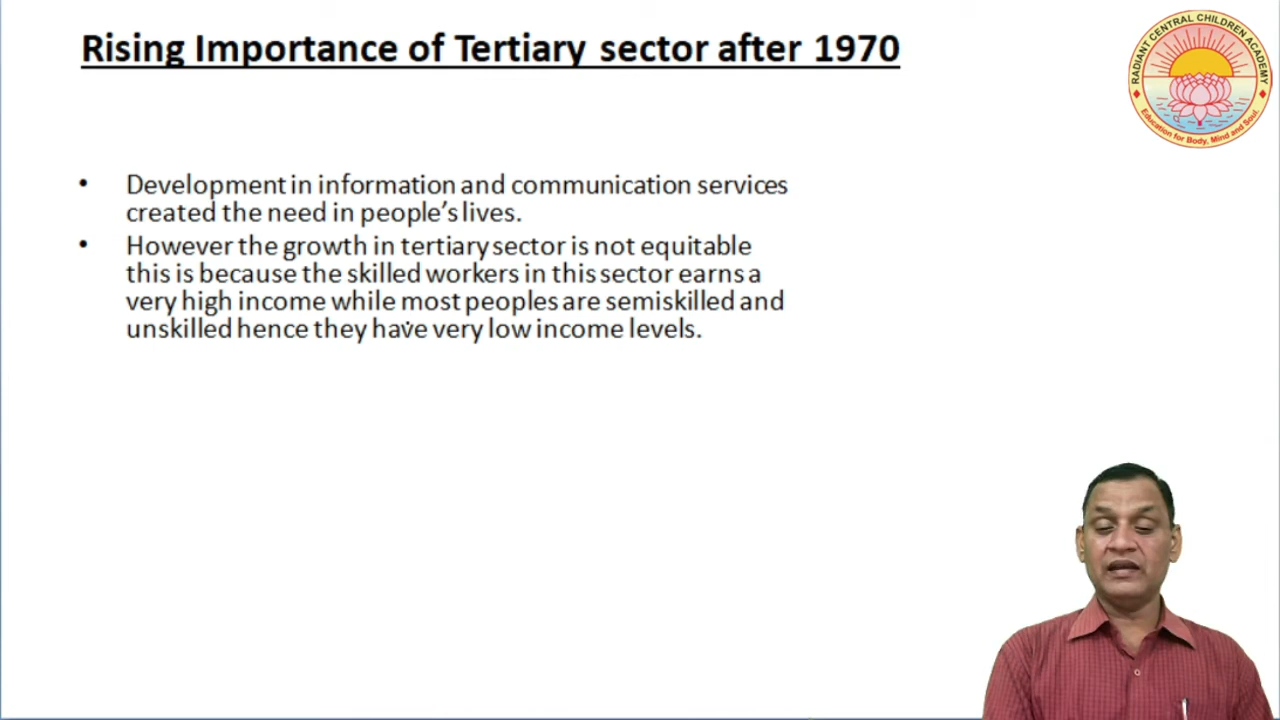 Rising Importance of Tertiary sector after 1970
RADIANT CENTRAL CHILDREN ACADEMY
Education for Body, Mind and Soul.
• Development in information and communication services
created the need in people’s lives.
• However the growth in tertiary sector is not equitable
this is because the skilled workers in this sector earns a
very high income while most peoples are semiskilled and
unskilled hence they have very low income levels.